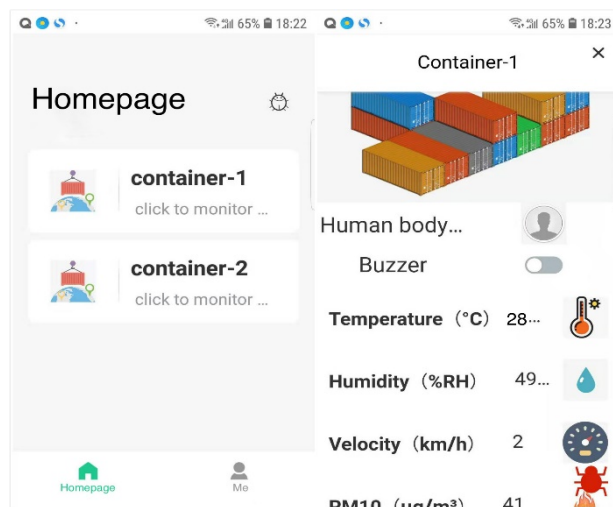 65% 18:22
Homepage
container-1
click to monitor ...
container-2
click to monitor ...
Homepage
Me
65% 18:23
Container-1
×
Human body...
Buzzer
Temperature（°C） 28...
Humidity（%RH） 49...
Velocity（km/h） 2
PM10（ug/m³） 41